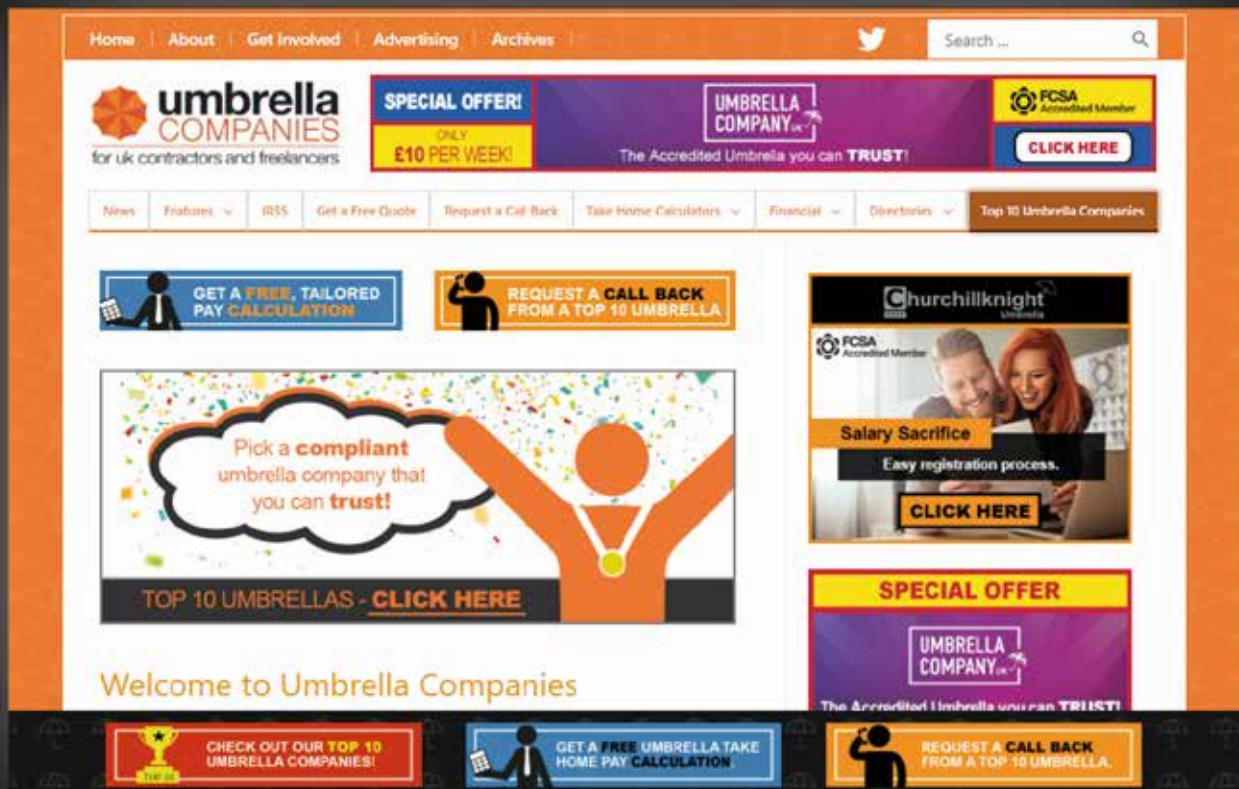 Home
About
Get Involved
Advertising
Archives
Search ...
umbrella
COMPANIES
for uk contractors and freelancers
SPECIAL OFFER!
ONLY
£10 PER WEEK!
UMBRELLA
COMPANY.UK
The Accredited Umbrella you can TRUST!
FCSA
Accredited Member
CLICK HERE
News
Features
IR35
Get a Free Quote
Request a Call Back
Take Home Calculators
Financial
Directories
Top 10 Umbrella Companies
GET A FREE, TAILORED
PAY CALCULATION
REQUEST A CALL BACK
FROM A TOP 10 UMBRELLA
Churchillknight
Umbrella
FCSA
Accredited Member
Salary Sacrifice
Easy registration process.
CLICK HERE
Pick a compliant
umbrella company that
you can trust!
TOP 10 UMBRELLAS - CLICK HERE
SPECIAL OFFER
UMBRELLA
COMPANY.UK
The Accredited Umbrella you can TRUST!
Welcome to Umbrella Companies
TOP 10
CHECK OUT OUR TOP 10
UMBRELLA COMPANIES!
GET A FREE UMBRELLA TAKE
HOME PAY CALCULATION
REQUEST A CALL BACK
FROM A TOP 10 UMBRELLA.